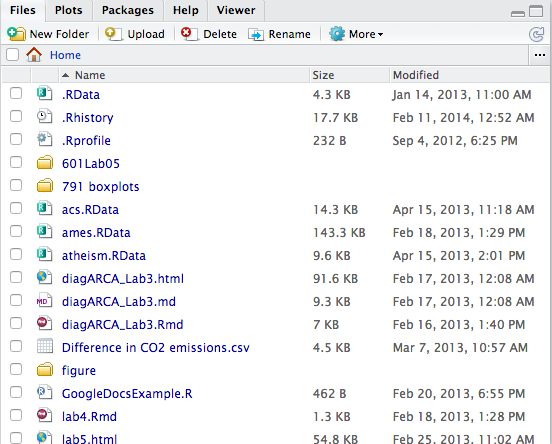 Files Plots Packages Help Viewer
New Folder Upload Delete Rename More
Home ...
Name Size Modified
.RData 4.3 KB Jan 14, 2013, 11:00 AM
.Rhistory 17.7 KB Feb 11, 2014, 12:52 AM
.Rprofile 232 B Sep 4, 2012, 6:25 PM
601Lab05
791 boxplots
acs.RData 14.3 KB Apr 15, 2013, 11:18 AM
ames.RData 143.3 KB Feb 18, 2013, 1:29 PM
atheism.RData 9.6 KB Apr 15, 2013, 2:01 PM
diagARCA_Lab3.html 91.6 KB Feb 17, 2013, 12:08 AM
MD diagARCA_Lab3.md 9.3 KB Feb 17, 2013, 12:08 AM
diagARCA_Lab3.Rmd 7 KB Feb 16, 2013, 1:40 PM
Difference in CO2 emissions.csv 4.5 KB Mar 7, 2013, 10:57 AM
figure
GoogleDocsExample.R 462 B Feb 20, 2013, 6:55 PM
lab4.Rmd 1.3 KB Feb 18, 2013, 1:28 PM
lab5.html 54.8 KB Feb 25, 2013, 11:02 AM